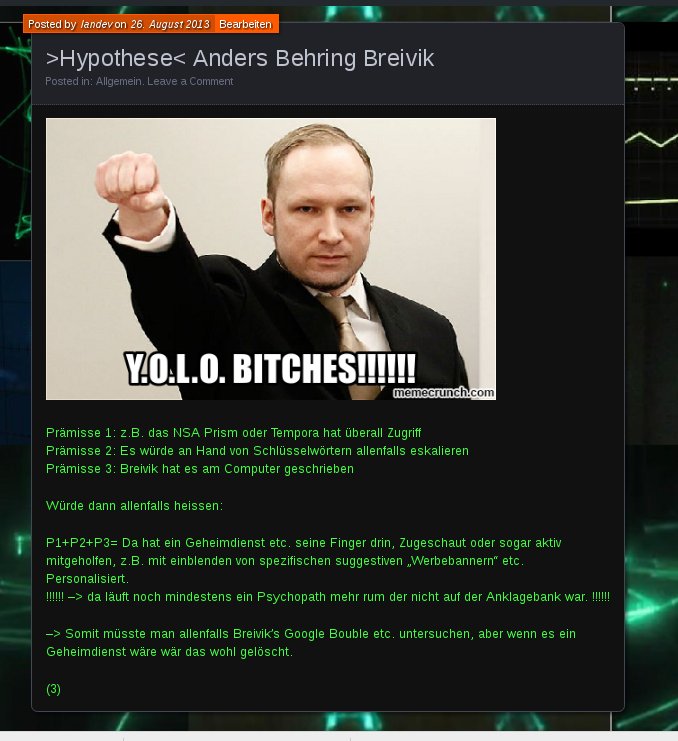 Posted by landev on 26. August 2013 Bearbeiten
>Hypothese< Anders Behring Breivik
Posted in: Allgemein. Leave a Comment
Y.O.L.O. BITCHES!!!!!!
memecrunch.com
Prämisse 1: z.B. das NSA Prism oder Tempora hat überall Zugriff
Prämisse 2: Es würde an Hand von Schlüsselwörtern allenfalls eskalieren
Prämisse 3: Breivik hat es am Computer geschrieben
Würde dann allenfalls heissen:
P1+P2+P3= Da hat ein Geheimdienst etc. seine Finger drin, Zugeschaut oder sogar aktiv
mitgeholfen, z.B. mit einblenden von spezifischen suggestiven „Werbebannern“ etc.
Personalisiert.
!!!!!! –> da läuft noch mindestens ein Psychopath mehr rum der nicht auf der Anklagebank war. !!!!!!
–> Somit müsste man allenfalls Breivik's Google Bouble etc. untersuchen, aber wenn es ein
Geheimdienst wäre wär das wohl gelöscht.
(3)